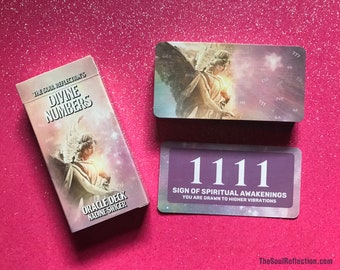 THE SOUL REFLECTION'S
DIVINE
NUMBERS
ORACLE DECK
1111
SIGN OF SPIRITUAL AWAKENINGS
YOU ARE DRAWN TO HIGHER VIBRATIONS
TheSoulReflection.com